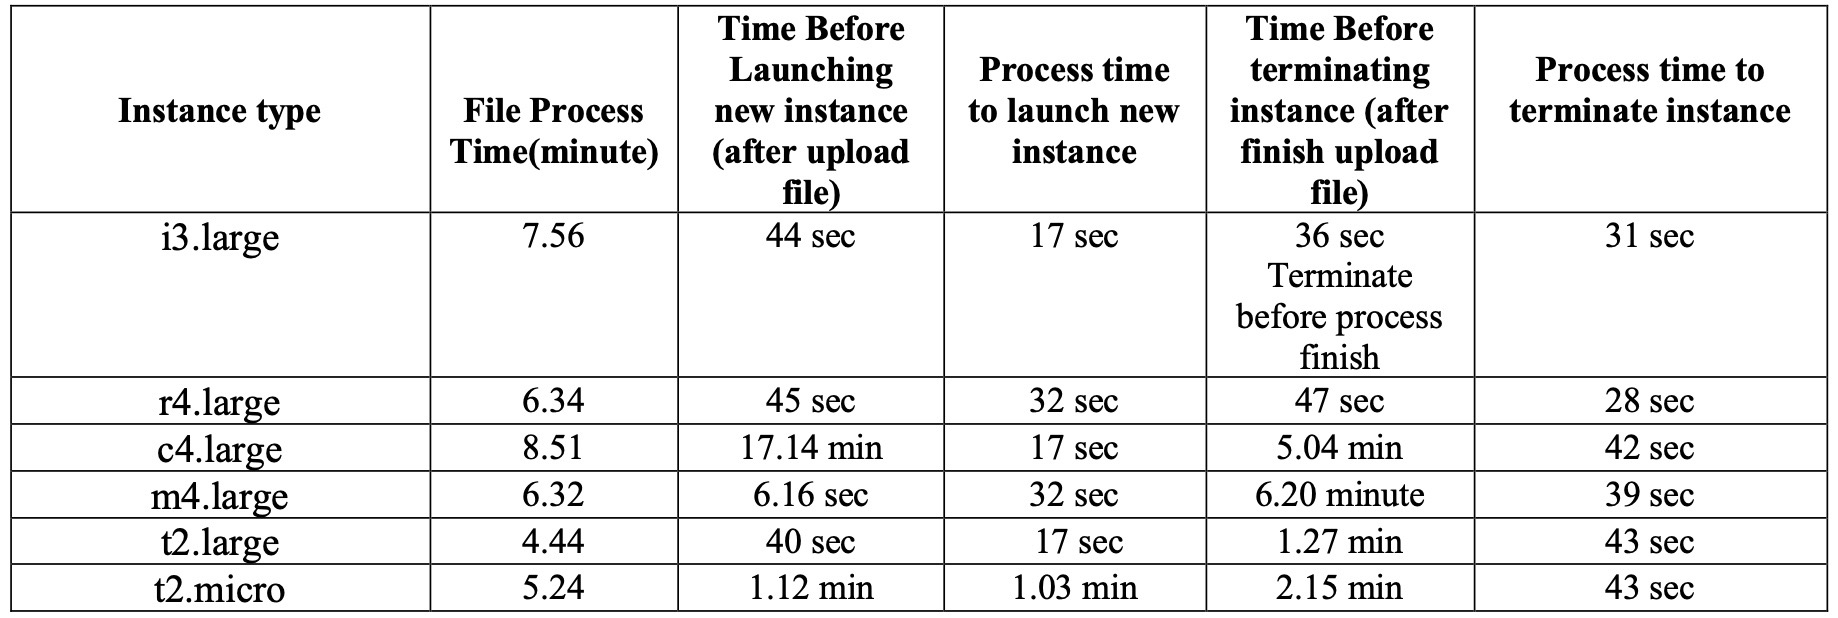 Instance type
File Process
Time(minute)
Time Before
Launching
new instance
(after upload
file)
Process time
to launch new
instance
Time Before
terminating
instance (after
finish upload
file)
Process time to
terminate instance
i3.large
7.56
44 sec
17 sec
36 sec
Terminate
before process
finish
31 sec
r4.large
6.34
45 sec
32 sec
47 sec
28 sec
c4.large
8.51
17.14 min
17 sec
5.04 min
42 sec
m4.large
6.32
6.16 sec
32 sec
6.20 minute
39 sec
t2.large
4.44
40 sec
17 sec
1.27 min
43 sec
t2.micro
5.24
1.12 min
1.03 min
2.15 min
43 sec